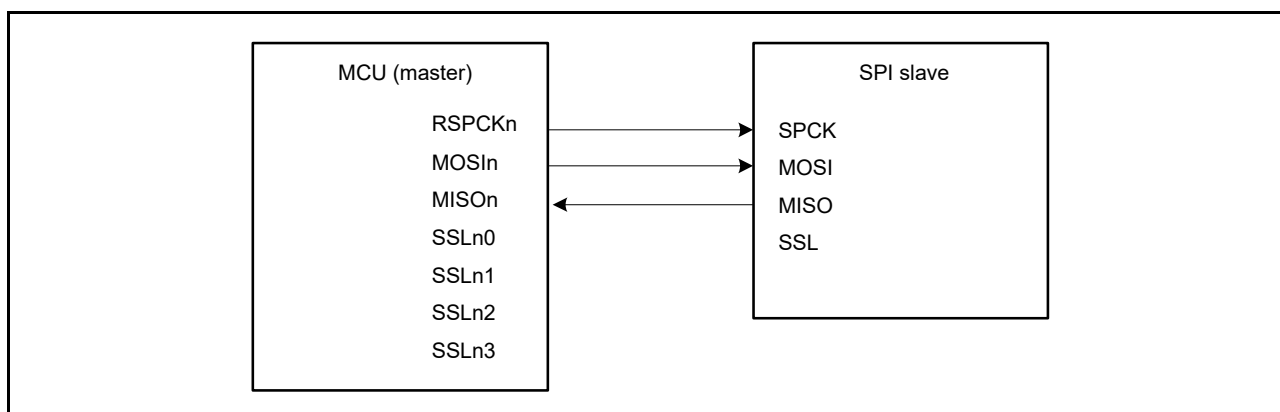 MCU (master)
RSPCKn
MOSIn
MISOn
SSLn0
SSLn1
SSLn2
SSLn3
SPI slave
SPCK
MOSI
MISO
SSL